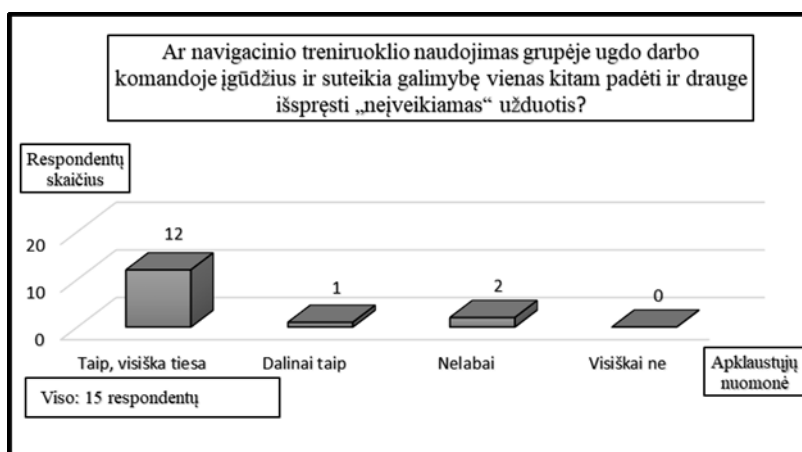 Ar navigacinio treniruoklio naudojimas grupėje ugdo darbo
komandoje įgūdžius ir suteikia galimybę vienas kitam padėti ir drauge
išspręsti „neįveikiamas“ užduotis?
Respondentų
skaičius
20
10
0
12
1
2
0
Taip, visiška tiesa
Dalinai taip
Nelabai
Visiškai ne
Apklaustųjų
nuomonė
Viso: 15 respondentų